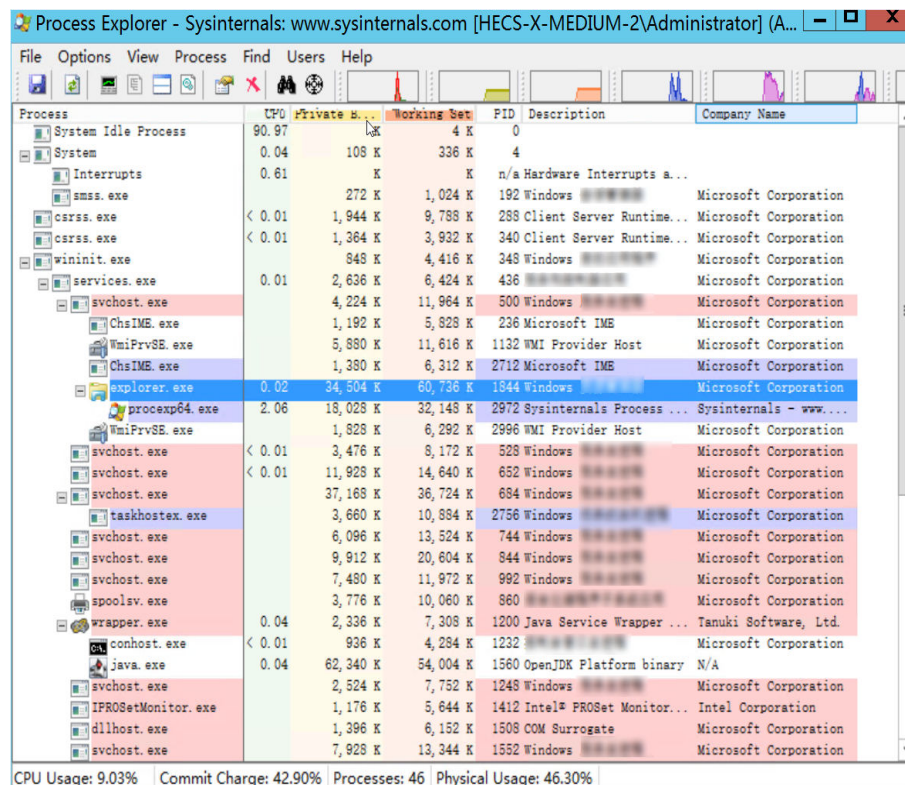 Process Explorer - Sysinternals: www.sysinternals.com [HECS-X-MEDIUM-2\Administrator] (A...
File Options View Process Find Users Help
Process CPU Private B... Working Set PID Description Company Name
System Idle Process 90.97 K 4 K 0
System 0.04 108 K 336 K 4
Interrupts 0.61 K K n/a Hardware Interrupts a...
smss.exe 272 K 1,024 K 192 Windows Microsoft Corporation
csrss.exe < 0.01 1,944 K 9,788 K 288 Client Server Runtime... Microsoft Corporation
csrss.exe < 0.01 1,364 K 3,932 K 340 Client Server Runtime... Microsoft Corporation
wininit.exe 848 K 4,416 K 348 Windows Microsoft Corporation
services.exe 0.01 2,636 K 6,424 K 436 Microsoft Corporation
svchost.exe 4,224 K 11,964 K 500 Windows Microsoft Corporation
ChsIME.exe 1,192 K 5,828 K 236 Microsoft IME Microsoft Corporation
WmiPrvSE.exe 5,880 K 11,616 K 1132 WMI Provider Host Microsoft Corporation
ChsIME.exe 1,380 K 6,312 K 2712 Microsoft IME Microsoft Corporation
explorer.exe 0.02 34,504 K 60,736 K 1844 Windows Microsoft Corporation
procexp64.exe 2.06 18,028 K 32,148 K 2972 Sysinternals Process ... Sysinternals - www....
WmiPrvSE.exe 1,828 K 6,292 K 2996 WMI Provider Host Microsoft Corporation
svchost.exe < 0.01 3,476 K 8,172 K 528 Windows Microsoft Corporation
svchost.exe < 0.01 11,928 K 14,640 K 652 Windows Microsoft Corporation
svchost.exe 37,168 K 36,724 K 684 Windows Microsoft Corporation
taskhostex.exe 3,660 K 10,884 K 2756 Windows Microsoft Corporation
svchost.exe 6,096 K 13,524 K 744 Windows Microsoft Corporation
svchost.exe 9,912 K 20,604 K 844 Windows Microsoft Corporation
svchost.exe 7,480 K 11,972 K 992 Windows Microsoft Corporation
spoolsv.exe 3,776 K 10,060 K 860 Microsoft Corporation
wrapper.exe 0.04 2,336 K 7,308 K 1200 Java Service Wrapper ... Tanuki Software, Ltd.
conhost.exe < 0.01 936 K 4,284 K 1232 Microsoft Corporation
java.exe 0.04 62,340 K 54,004 K 1560 OpenJDK Platform binary N/A
svchost.exe 2,524 K 7,752 K 1248 Windows Microsoft Corporation
IPROSetMonitor.exe 1,176 K 5,644 K 1412 Intel® PROSet Monitor... Intel Corporation
dllhost.exe 1,396 K 6,152 K 1508 COM Surrogate Microsoft Corporation
svchost.exe 7,928 K 13,344 K 1552 Windows Microsoft Corporation
CPU Usage: 9.03% Commit Charge: 42.90% Processes: 46 Physical Usage: 46.30%